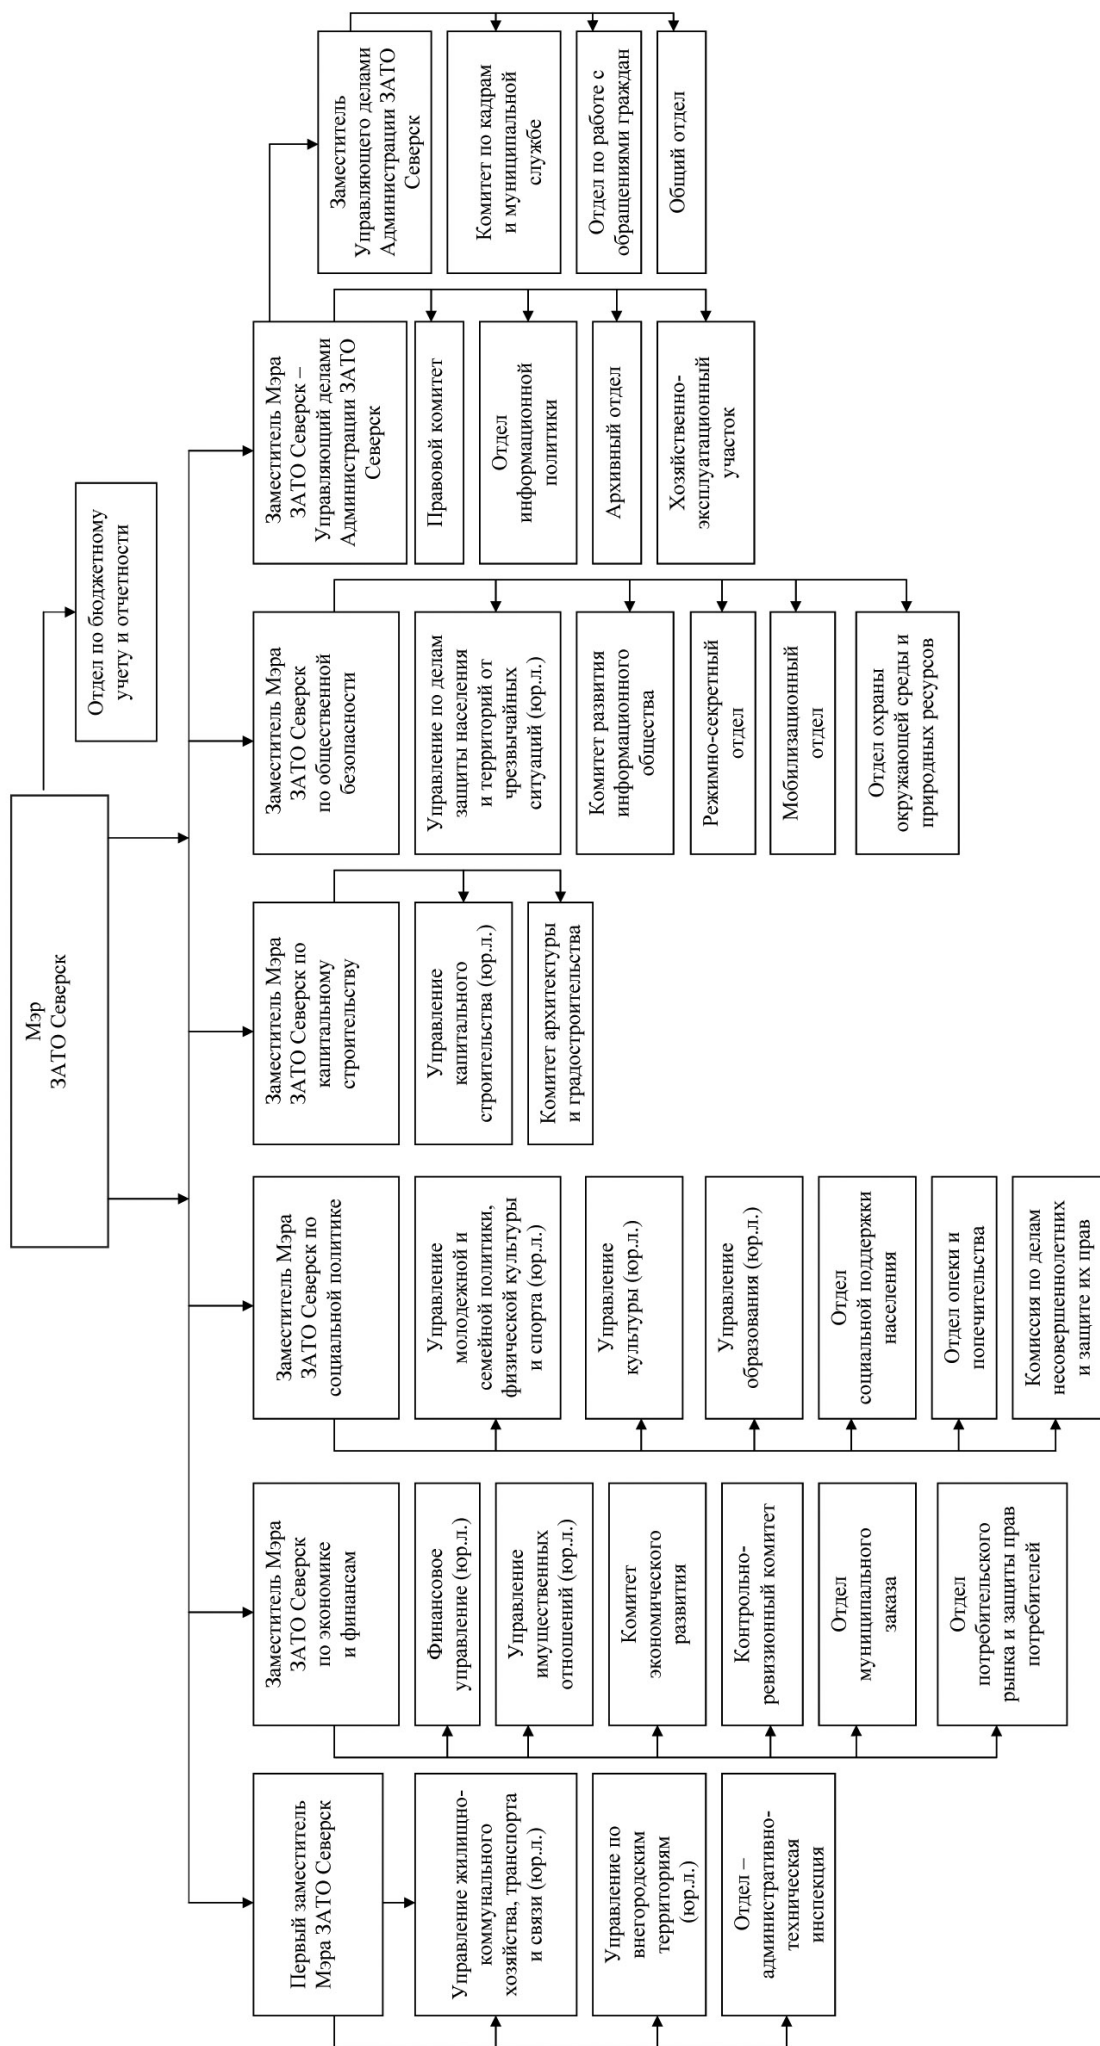 Мэр
ЗАТО Северск
Отдел по бюджетному
учету и отчетности
Первый заместитель
Мэра ЗАТО Северск
Управление жилищно-
коммунального
хозяйства, транспорта
и связи (юр.л.)
Управление по
внегородским
территориям
(юр.л.)
Отдел –
административно-
техническая
инспекция
Заместитель Мэра
ЗАТО Северск
по экономике
и финансам
Финансовое
управление (юр.л.)
Управление
имущественных
отношений (юр.л.)
Комитет
экономического
развития
Контрольно-
ревизионный комитет
Отдел
муниципального
заказа
Отдел
потребительского
рынка и защиты прав
потребителей
Заместитель Мэра
ЗАТО Северск по
социальной политике
Управление
молодежной и
семейной политики,
физической культуры
и спорта (юр.л.)
Управление
культуры (юр.л.)
Управление
образования (юр.л.)
Отдел
социальной поддержки
населения
Отдел опеки и
попечительства
Комиссия по делам
несовершеннолетних
и защите их прав
Заместитель Мэра
ЗАТО Северск по
капитальному
строительству
Управление
капитального
строительства (юр.л.)
Комитет архитектуры
и градостроительства
Заместитель Мэра
ЗАТО Северск
по общественной
безопасности
Управление по делам
защиты населения
и территорий от
чрезвычайных
ситуаций (юр.л.)
Комитет развития
информационного
общества
Режимно-секретный
отдел
Мобилизационный
отдел
Отдел охраны
окружающей среды и
природных ресурсов
Заместитель Мэра
ЗАТО Северск –
Управляющий делами
Администрации ЗАТО
Северск
Правовой комитет
Отдел
информационной
политики
Архивный отдел
Хозяйственно-
эксплуатационный
участок
Заместитель
Управляющего делами
Администрации ЗАТО
Северск
Комитет по кадрам
и муниципальной
службе
Отдел по работе с
обращениями граждан
Общий отдел